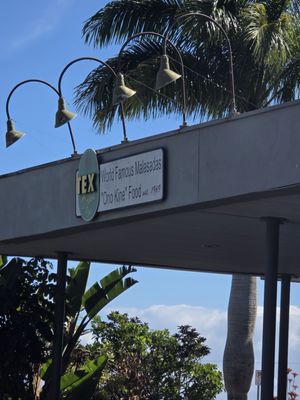 TEX
World Famous Malasadas
"Ono Kine" Food est. 1969